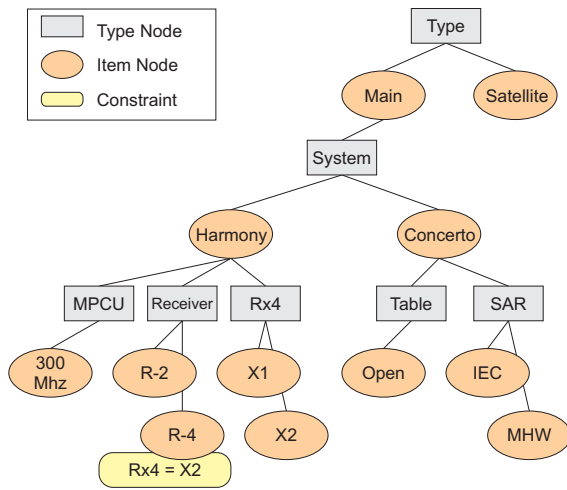 Type Node
Item Node
Constraint
Type
Main
Satellite
System
Harmony
Concerto
MPCU
Receiver
Rx4
Table
SAR
300
Mhz
R-2
X1
Open
IEC
R-4
X2
MHW
Rx4 = X2